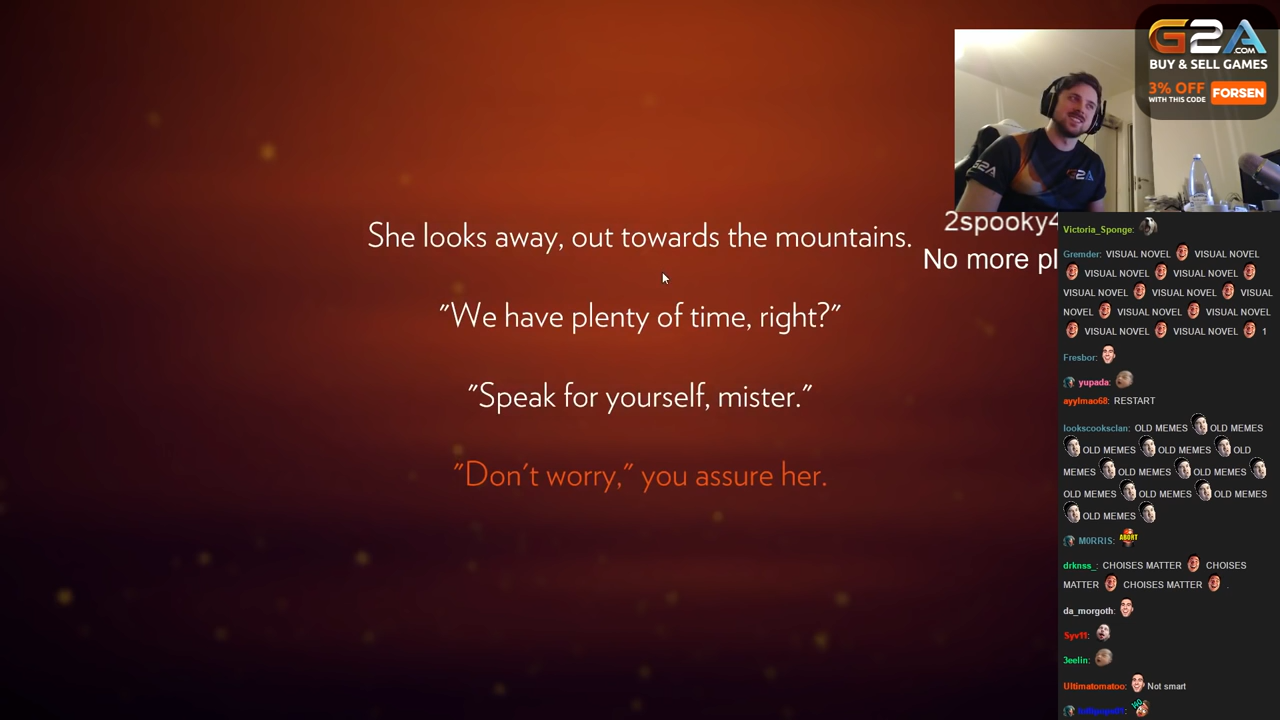 G2A
.COM
BUY & SELL GAMES
3% OFF
WITH THIS CODE
FORSEN
G2A
G2A
She looks away, out towards the mountains.
"We have plenty of time, right?"
"Speak for yourself, mister."
"Don't worry," you assure her.
2spooky4
No more pl
Victoria_Sponge:
Gremder: VISUAL NOVEL VISUAL NOVEL
VISUAL NOVEL VISUAL NOVEL
VISUAL NOVEL VISUAL NOVEL VISUAL
NOVEL VISUAL NOVEL VISUAL NOVEL
VISUAL NOVEL VISUAL NOVEL 1
Fresbor:
yupada:
ayylmao68: RESTART
lookscooksclan: OLD MEMES OLD MEMES
OLD MEMES OLD MEMES OLD
MEMES OLD MEMES OLD MEMES
OLD MEMES OLD MEMES OLD MEMES
OLD MEMES
M0RRIS: ABORT
drknss_: CHOISES MATTER CHOISES
MATTER CHOISES MATTER .
da_morgoth:
Syv11:
3eelin:
Ultimatomatoo: Not smart